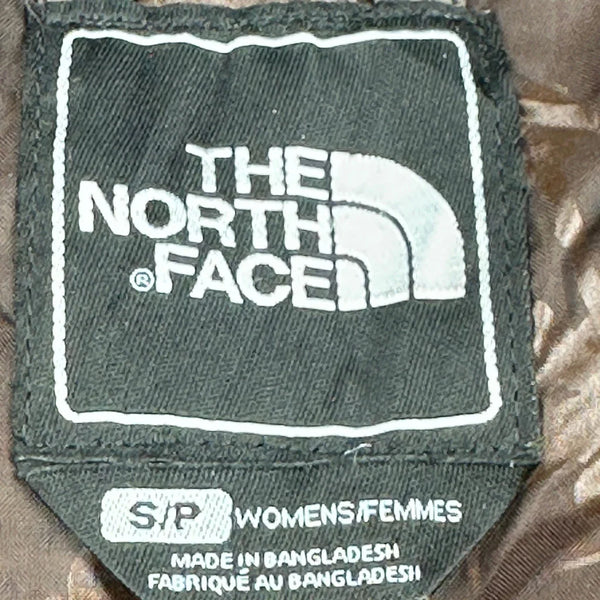 THE
NORTH
®FACE
S/P WOMENS/FEMMES
MADE IN BANGLADESH
FABRIQUÉ AU BANGLADESH